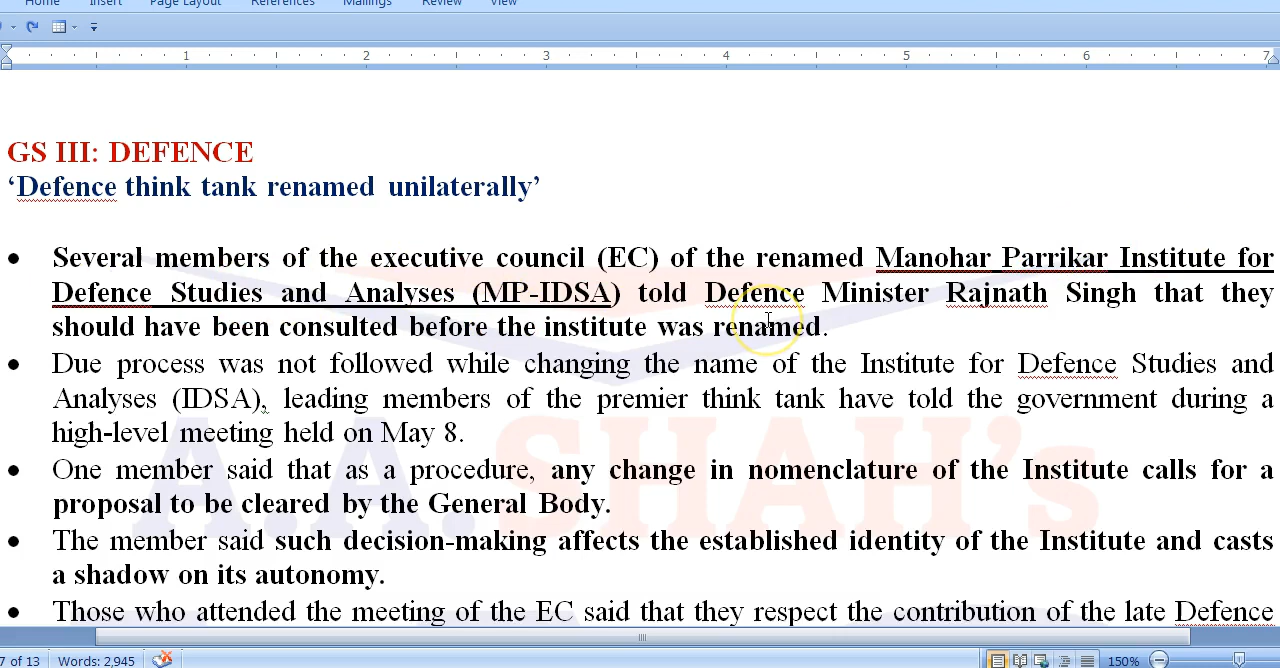 Home Insert Page Layout References Mailings Review View
1 2 3 4 5 6 7
GS III: DEFENCE
‘Defence think tank renamed unilaterally’
• Several members of the executive council (EC) of the renamed Manohar Parrikar Institute for
Defence Studies and Analyses (MP-IDSA) told Defence Minister Rajnath Singh that they
should have been consulted before the institute was renamed.
• Due process was not followed while changing the name of the Institute for Defence Studies and
Analyses (IDSA), leading members of the premier think tank have told the government during a
high-level meeting held on May 8.
• One member said that as a procedure, any change in nomenclature of the Institute calls for a
proposal to be cleared by the General Body.
• The member said such decision-making affects the established identity of the Institute and casts
a shadow on its autonomy.
• Those who attended the meeting of the EC said that they respect the contribution of the late Defence
A.A.SHAH's
7 of 13 Words: 2,945 150%